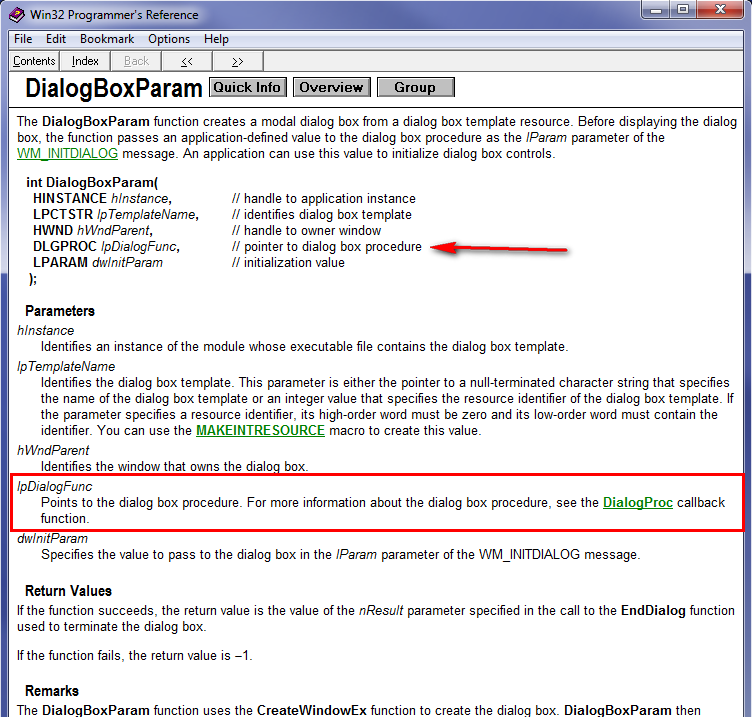 Win32 Programmer's Reference
File Edit Bookmark Options Help
Contents Index Back << >>
DialogBoxParam Quick Info Overview Group
The DialogBoxParam function creates a modal dialog box from a dialog box template resource. Before displaying the dialog
box, the function passes an application-defined value to the dialog box procedure as the lParam parameter of the
WM_INITDIALOG message. An application can use this value to initialize dialog box controls.
int DialogBoxParam(
HINSTANCE hInstance, // handle to application instance
LPCTSTR lpTemplateName, // identifies dialog box template
HWND hWndParent, // handle to owner window
DLGPROC lpDialogFunc, // pointer to dialog box procedure
LPARAM dwInitParam // initialization value
);
Parameters
hInstance
Identifies an instance of the module whose executable file contains the dialog box template.
lpTemplateName
Identifies the dialog box template. This parameter is either the pointer to a null-terminated character string that specifies
the name of the dialog box template or an integer value that specifies the resource identifier of the dialog box template. If
the parameter specifies a resource identifier, its high-order word must be zero and its low-order word must contain the
identifier. You can use the MAKEINTRESOURCE macro to create this value.
hWndParent
Identifies the window that owns the dialog box.
lpDialogFunc
Points to the dialog box procedure. For more information about the dialog box procedure, see the DialogProc callback
function.
dwInitParam
Specifies the value to pass to the dialog box in the lParam parameter of the WM_INITDIALOG message.
Return Values
If the function succeeds, the return value is the value of the nResult parameter specified in the call to the EndDialog function
used to terminate the dialog box.
If the function fails, the return value is –1.
Remarks
The DialogBoxParam function uses the CreateWindowEx function to create the dialog box. DialogBoxParam then